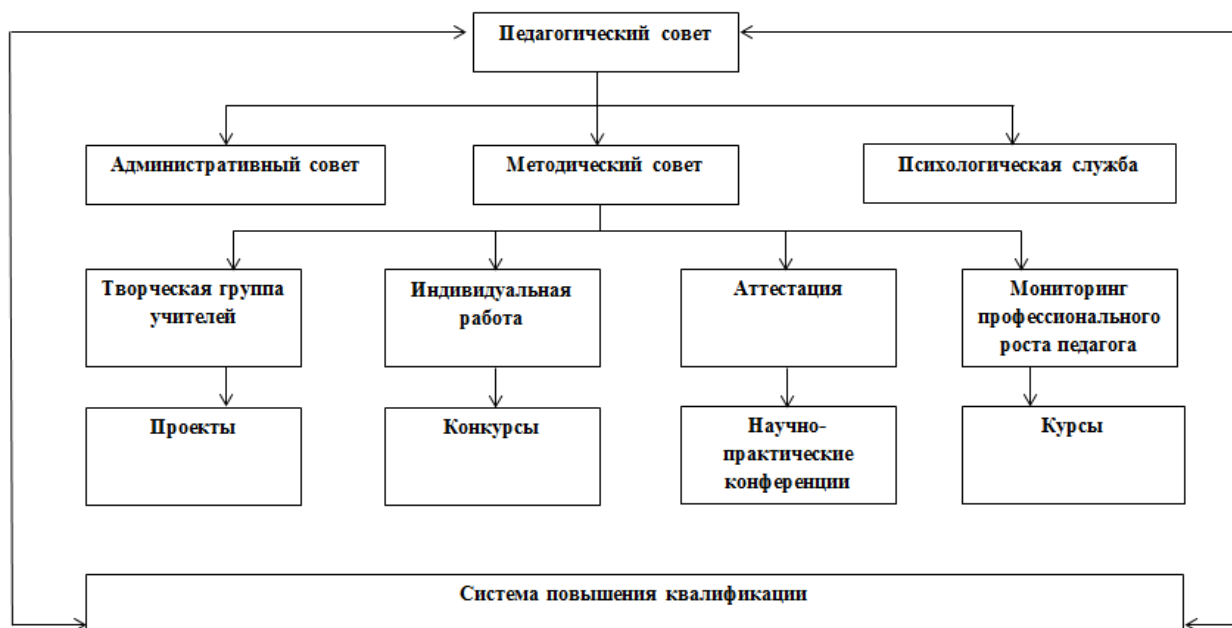 Педагогический совет
Административный совет
Методический совет
Психологическая служба
Творческая группа
учителей
Индивидуальная
работа
Аттестация
Мониторинг
профессионального
роста педагога
Проекты
Конкурсы
Научно-
практические
конференции
Курсы
Система повышения квалификации